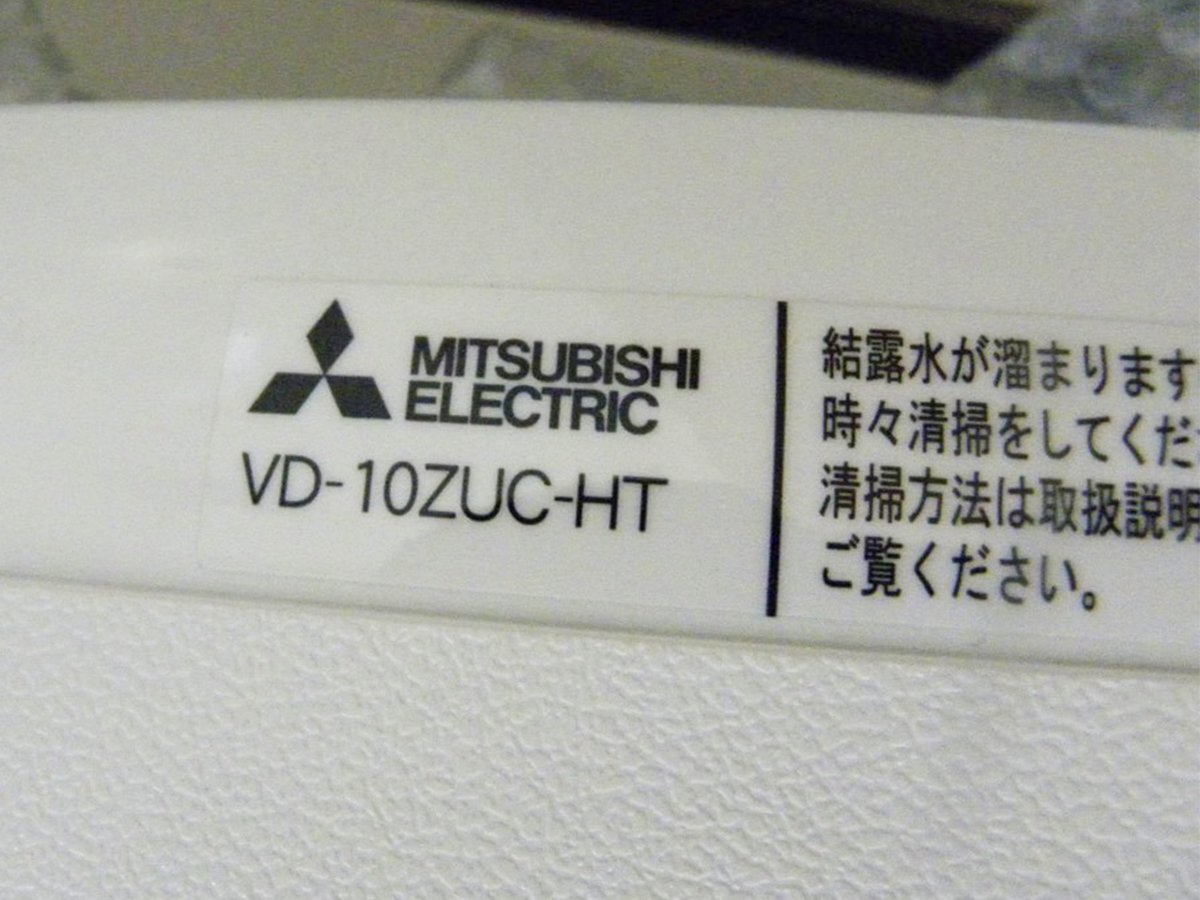 MITSUBISHI
ELECTRIC
VD-10ZUC-HT
結露水が溜まります
時々清掃をしてくだ
清掃方法は取扱説明
ご覧ください。